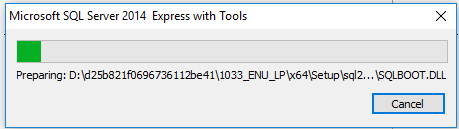 Microsoft SQL Server 2014 Express with Tools
Preparing: D:\d25b821f0696736112be41\1033_ENU_LP\x64\Setup\sql2...\SQLBOOT.DLL
Cancel